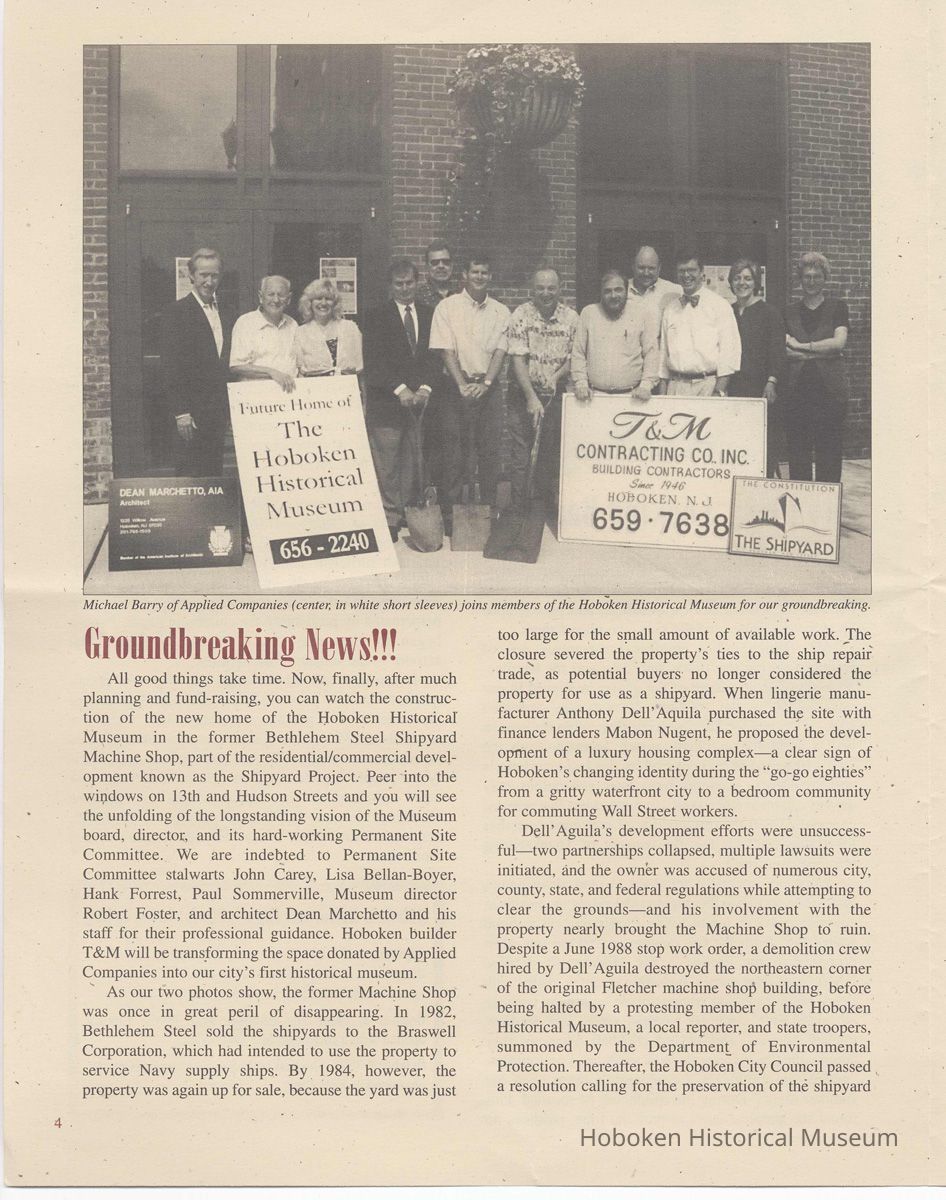 DEAN MARCHETTO, AIA
Architect
Future Home of
The
Hoboken
Historical
Museum
656 - 2240
T&M
CONTRACTING CO. INC.
BUILDING CONTRACTORS
Since 1946
HOBOKEN, N. J.
659·7638
THE CONSTITUTION
THE SHIPYARD
Michael Barry of Applied Companies (center, in white short sleeves) joins members of the Hoboken Historical Museum for our groundbreaking.
Groundbreaking News!!!
All good things take time. Now, finally, after much
planning and fund-raising, you can watch the construc-
tion of the new home of the Hoboken Historical
Museum in the former Bethlehem Steel Shipyard
Machine Shop, part of the residential/commercial devel-
opment known as the Shipyard Project. Peer into the
windows on 13th and Hudson Streets and you will see
the unfolding of the longstanding vision of the Museum
board, director, and its hard-working Permanent Site
Committee. We are indebted to Permanent Site
Committee stalwarts John Carey, Lisa Bellan-Boyer,
Hank Forrest, Paul Sommerville, Museum director
Robert Foster, and architect Dean Marchetto and his
staff for their professional guidance. Hoboken builder
T&M will be transforming the space donated by Applied
Companies into our city's first historical museum.
As our two photos show, the former Machine Shop
was once in great peril of disappearing. In 1982,
Bethlehem Steel sold the shipyards to the Braswell
Corporation, which had intended to use the property to
service Navy supply ships. By 1984, however, the
property was again up for sale, because the yard was just
too large for the small amount of available work. The
closure severed the property's ties to the ship repair
trade, as potential buyers no longer considered the
property for use as a shipyard. When lingerie manu-
facturer Anthony Dell'Aquila purchased the site with
finance lenders Mabon Nugent, he proposed the devel-
opment of a luxury housing complex—a clear sign of
Hoboken's changing identity during the “go-go eighties”
from a gritty waterfront city to a bedroom community
for commuting Wall Street workers.
Dell'Aguila's development efforts were unsuccess-
ful—two partnerships collapsed, multiple lawsuits were
initiated, and the owner was accused of numerous city,
county, state, and federal regulations while attempting to
clear the grounds—and his involvement with the
property nearly brought the Machine Shop to ruin.
Despite a June 1988 stop work order, a demolition crew
hired by Dell'Aguila destroyed the northeastern corner
of the original Fletcher machine shop building, before
being halted by a protesting member of the Hoboken
Historical Museum, a local reporter, and state troopers,
summoned by the Department of Environmental
Protection. Thereafter, the Hoboken City Council passed
a resolution calling for the preservation of the shipyard
4
Hoboken Historical Museum